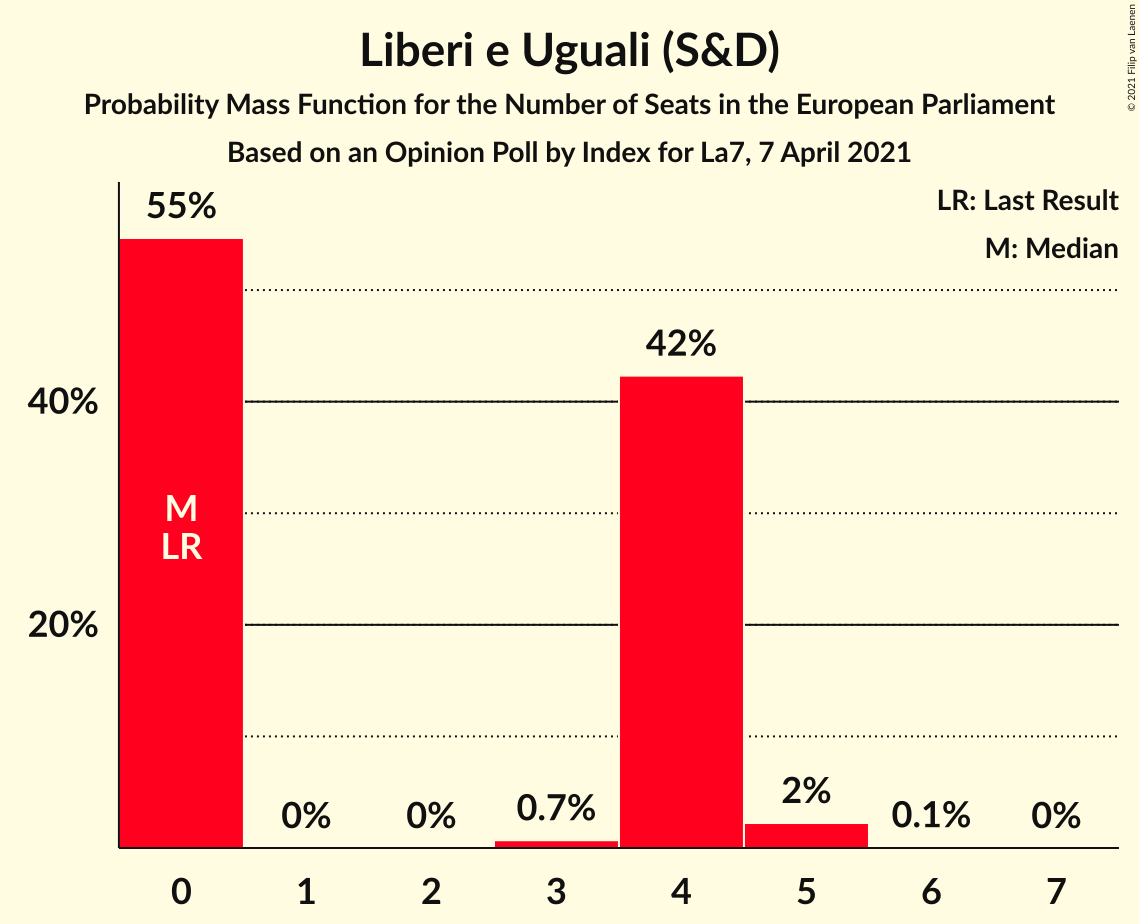 Liberi e Uguali (S&D)
Probability Mass Function for the Number of Seats in the European Parliament
Based on an Opinion Poll by Index for La7, 7 April 2021
© 2021 Filip van Laenen
LR: Last Result
M: Median
55%
42%
40%
M
LR
20%
0%
0%
0.7%
2%
0.1%
0%
0
1
2
3
4
5
6
7